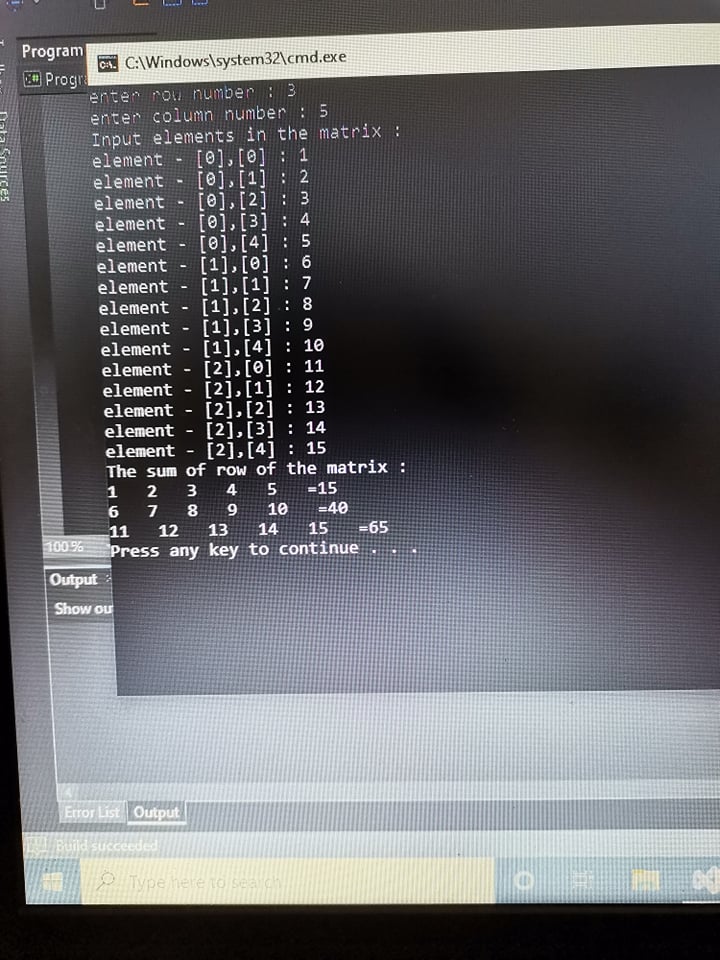 Program
C:\Windows\system32\cmd.exe
Progra
Data Sources
enter row number : 3
enter column number : 5
Input elements in the matrix :
element - [0],[0] : 1
element - [0],[1] : 2
element - [0],[2] : 3
element - [0],[3] : 4
element - [0],[4] : 5
element - [1],[0] : 6
element - [1],[1] : 7
element - [1],[2] : 8
element - [1],[3] : 9
element - [1],[4] : 10
element - [2],[0] : 11
element - [2],[1] : 12
element - [2],[2] : 13
element - [2],[3] : 14
element - [2],[4] : 15
The sum of row of the matrix :
1 2 3 4 5 =15
6 7 8 9 10 =40
11 12 13 14 15 =65
Press any key to continue . . .
100 %
Output
Show ou
Error List Output
Build succeeded
Type here to search